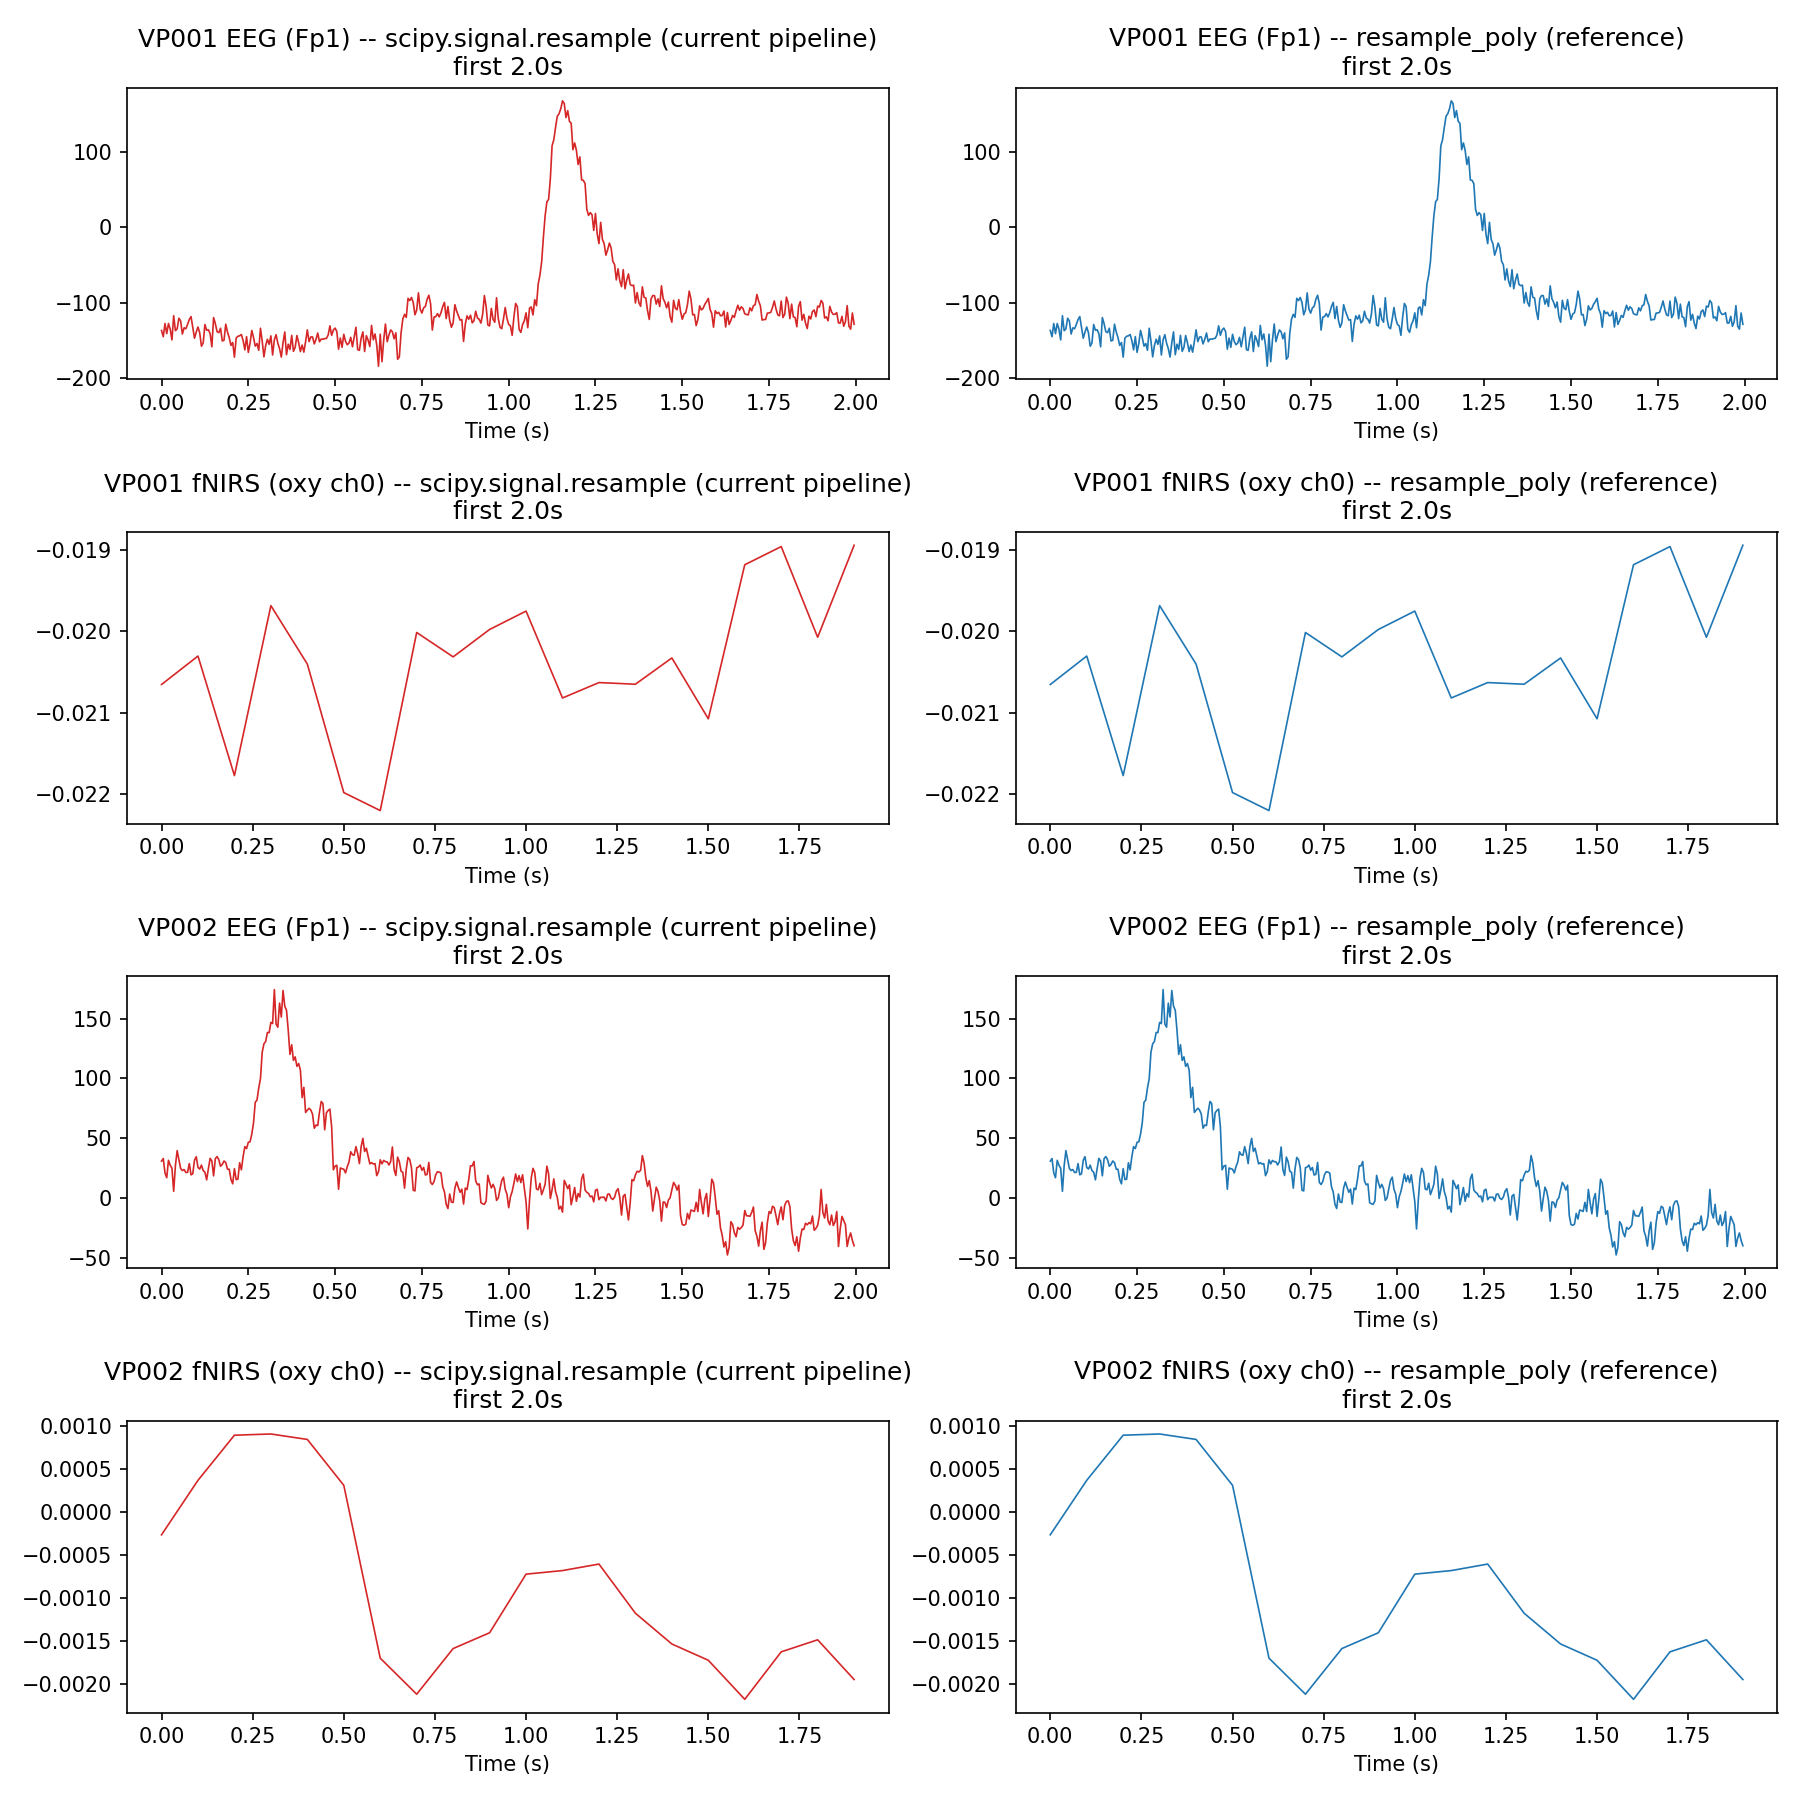 VP001 EEG (Fp1) -- scipy.signal.resample (current pipeline)
first 2.0s
100
0
−100
−200
0.00 0.25 0.50 0.75 1.00 1.25 1.50 1.75 2.00
Time (s)
VP001 EEG (Fp1) -- resample_poly (reference)
first 2.0s
100
0
−100
−200
0.00 0.25 0.50 0.75 1.00 1.25 1.50 1.75 2.00
Time (s)
VP001 fNIRS (oxy ch0) -- scipy.signal.resample (current pipeline)
first 2.0s
−0.019
−0.020
−0.021
−0.022
0.00 0.25 0.50 0.75 1.00 1.25 1.50 1.75
Time (s)
VP001 fNIRS (oxy ch0) -- resample_poly (reference)
first 2.0s
−0.019
−0.020
−0.021
−0.022
0.00 0.25 0.50 0.75 1.00 1.25 1.50 1.75
Time (s)
VP002 EEG (Fp1) -- scipy.signal.resample (current pipeline)
first 2.0s
150
100
50
0
−50
0.00 0.25 0.50 0.75 1.00 1.25 1.50 1.75 2.00
Time (s)
VP002 EEG (Fp1) -- resample_poly (reference)
first 2.0s
150
100
50
0
−50
0.00 0.25 0.50 0.75 1.00 1.25 1.50 1.75 2.00
Time (s)
VP002 fNIRS (oxy ch0) -- scipy.signal.resample (current pipeline)
first 2.0s
0.0010
0.0005
0.0000
−0.0005
−0.0010
−0.0015
−0.0020
0.00 0.25 0.50 0.75 1.00 1.25 1.50 1.75
Time (s)
VP002 fNIRS (oxy ch0) -- resample_poly (reference)
first 2.0s
0.0010
0.0005
0.0000
−0.0005
−0.0010
−0.0015
−0.0020
0.00 0.25 0.50 0.75 1.00 1.25 1.50 1.75
Time (s)